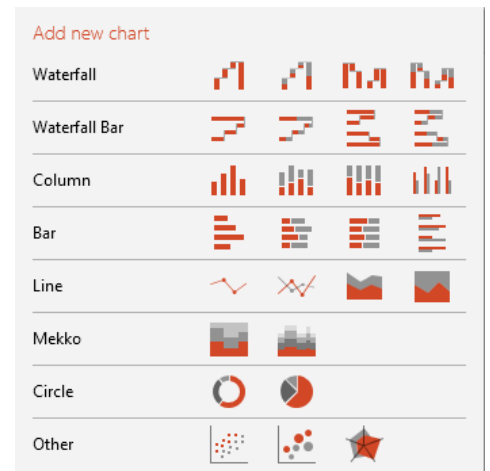 Add new chart
Waterfall
Waterfall Bar
Column
Bar
Line
Mekko
Circle
Other